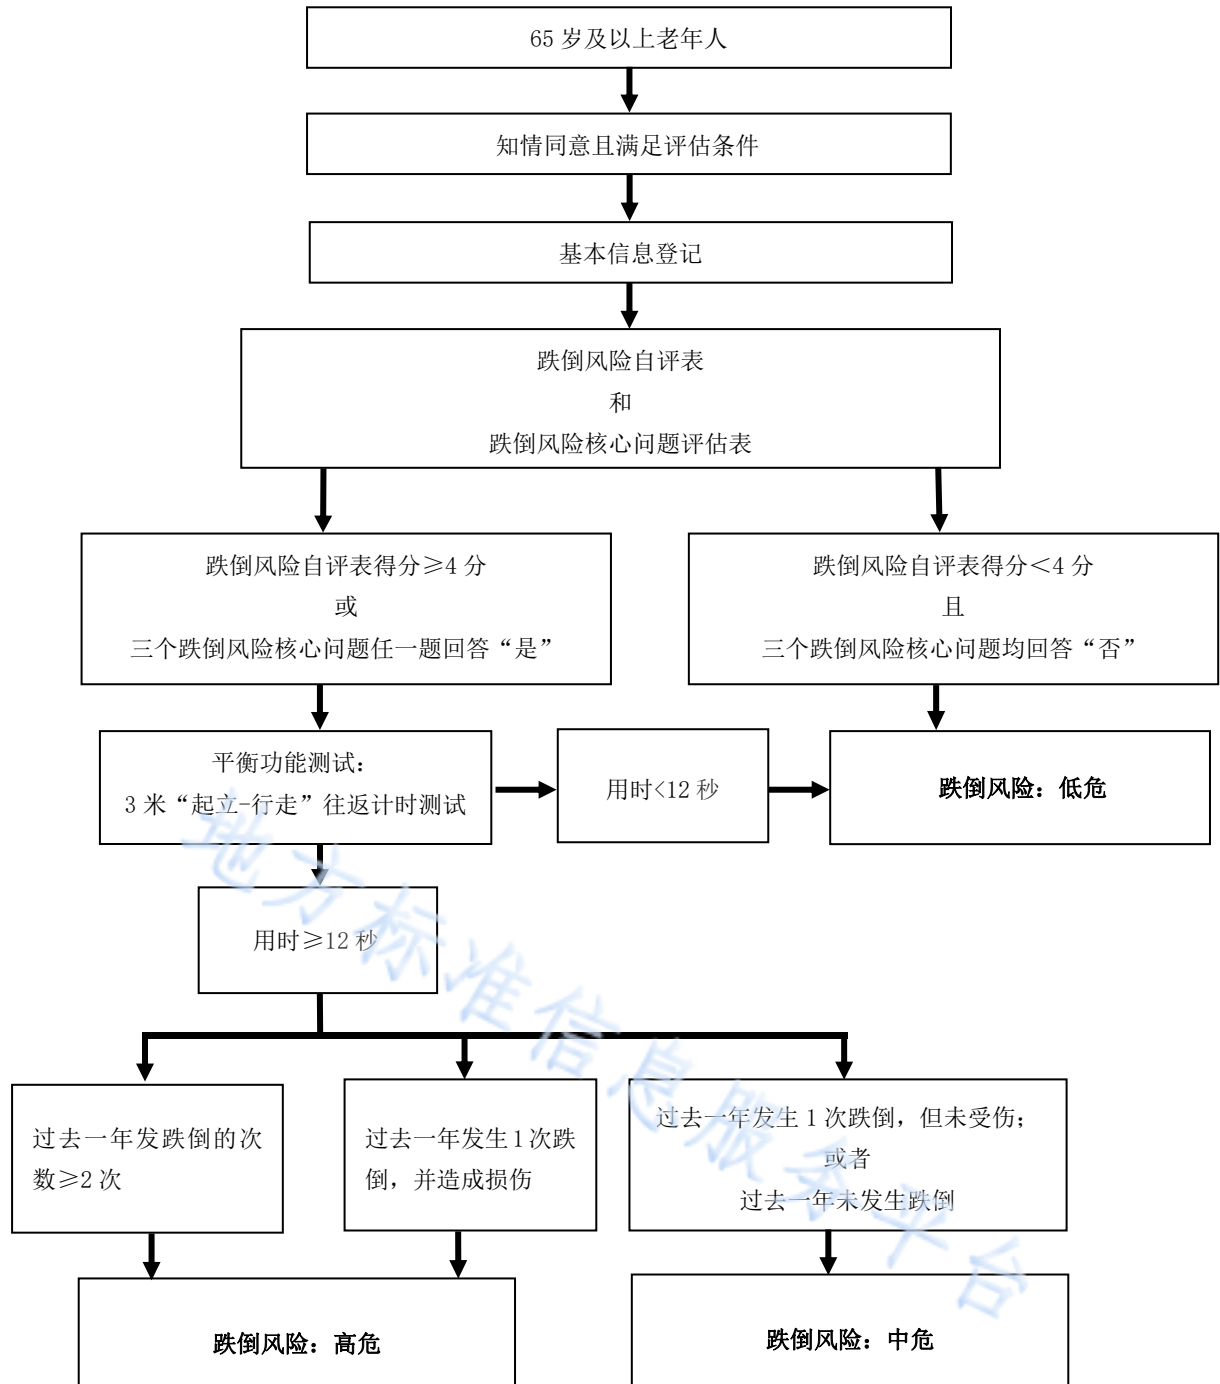 65 岁及以上老年人
知情同意且满足评估条件
基本信息登记
跌倒风险自评表
和
跌倒风险核心问题评估表
跌倒风险自评表得分≥4 分
或
三个跌倒风险核心问题任一题回答“是”
跌倒风险自评表得分＜4 分
且
三个跌倒风险核心问题均回答“否”
平衡功能测试：
3 米“起立-行走”往返计时测试
用时<12 秒
跌倒风险：低危
用时≥12 秒
过去一年发跌倒的次
数≥2 次
过去一年发生 1 次跌
倒，并造成损伤
过去一年发生 1 次跌倒，但未受伤；
或者
过去一年未发生跌倒
跌倒风险：高危
跌倒风险：中危
地方标准信息服务平台